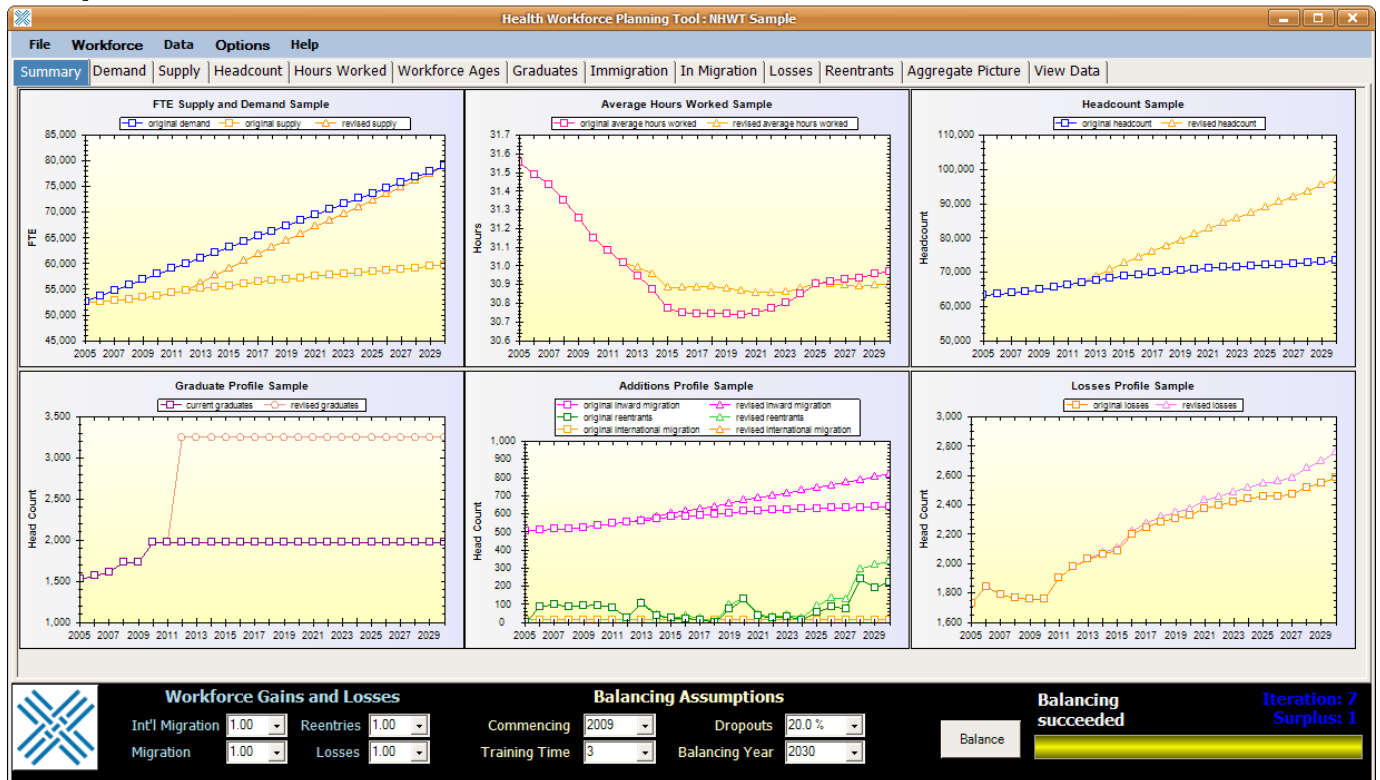 Health Workforce Planning Tool : NHWT Sample
File Workforce Data Options Help
Summary Demand Supply Headcount Hours Worked Workforce Ages Graduates Immigration In Migration Losses Reentrants Aggregate Picture View Data
FTE Supply and Demand Sample
original demand original supply revised supply
85,000
80,000
75,000
70,000
65,000
60,000
55,000
50,000
45,000
FTE
2005 2007 2009 2011 2013 2015 2017 2019 2021 2023 2025 2027 2029
Average Hours Worked Sample
original average hours worked revised average hours worked
31.7
31.6
31.5
31.4
31.3
31.2
31.1
31.0
30.9
30.8
30.7
30.6
Hours
2005 2007 2009 2011 2013 2015 2017 2019 2021 2023 2025 2027 2029
Headcount Sample
original headcount revised headcount
110,000
100,000
90,000
80,000
70,000
60,000
50,000
Headcount
2005 2007 2009 2011 2013 2015 2017 2019 2021 2023 2025 2027 2029
Graduate Profile Sample
current graduates revised graduates
3,500
3,000
2,500
2,000
1,500
1,000
Head Count
2005 2007 2009 2011 2013 2015 2017 2019 2021 2023 2025 2027 2029
Additions Profile Sample
original inward migration revised inward migration
original reentrants revised reentrants
original international migration revised international migration
1,000
900
800
700
600
500
400
300
200
100
0
Head Count
2005 2007 2009 2011 2013 2015 2017 2019 2021 2023 2025 2027 2029
Losses Profile Sample
original losses revised losses
3,000
2,800
2,600
2,400
2,200
2,000
1,800
1,600
Head Count
2005 2007 2009 2011 2013 2015 2017 2019 2021 2023 2025 2027 2029
Workforce Gains and Losses
Int'l Migration 1.00 Reentries 1.00
Migration 1.00 Losses 1.00
Balancing Assumptions
Commencing 2009 Dropouts 20.0 %
Training Time 3 Balancing Year 2030
Balance
Balancing succeeded
Iteration: 7
Surplus: 1